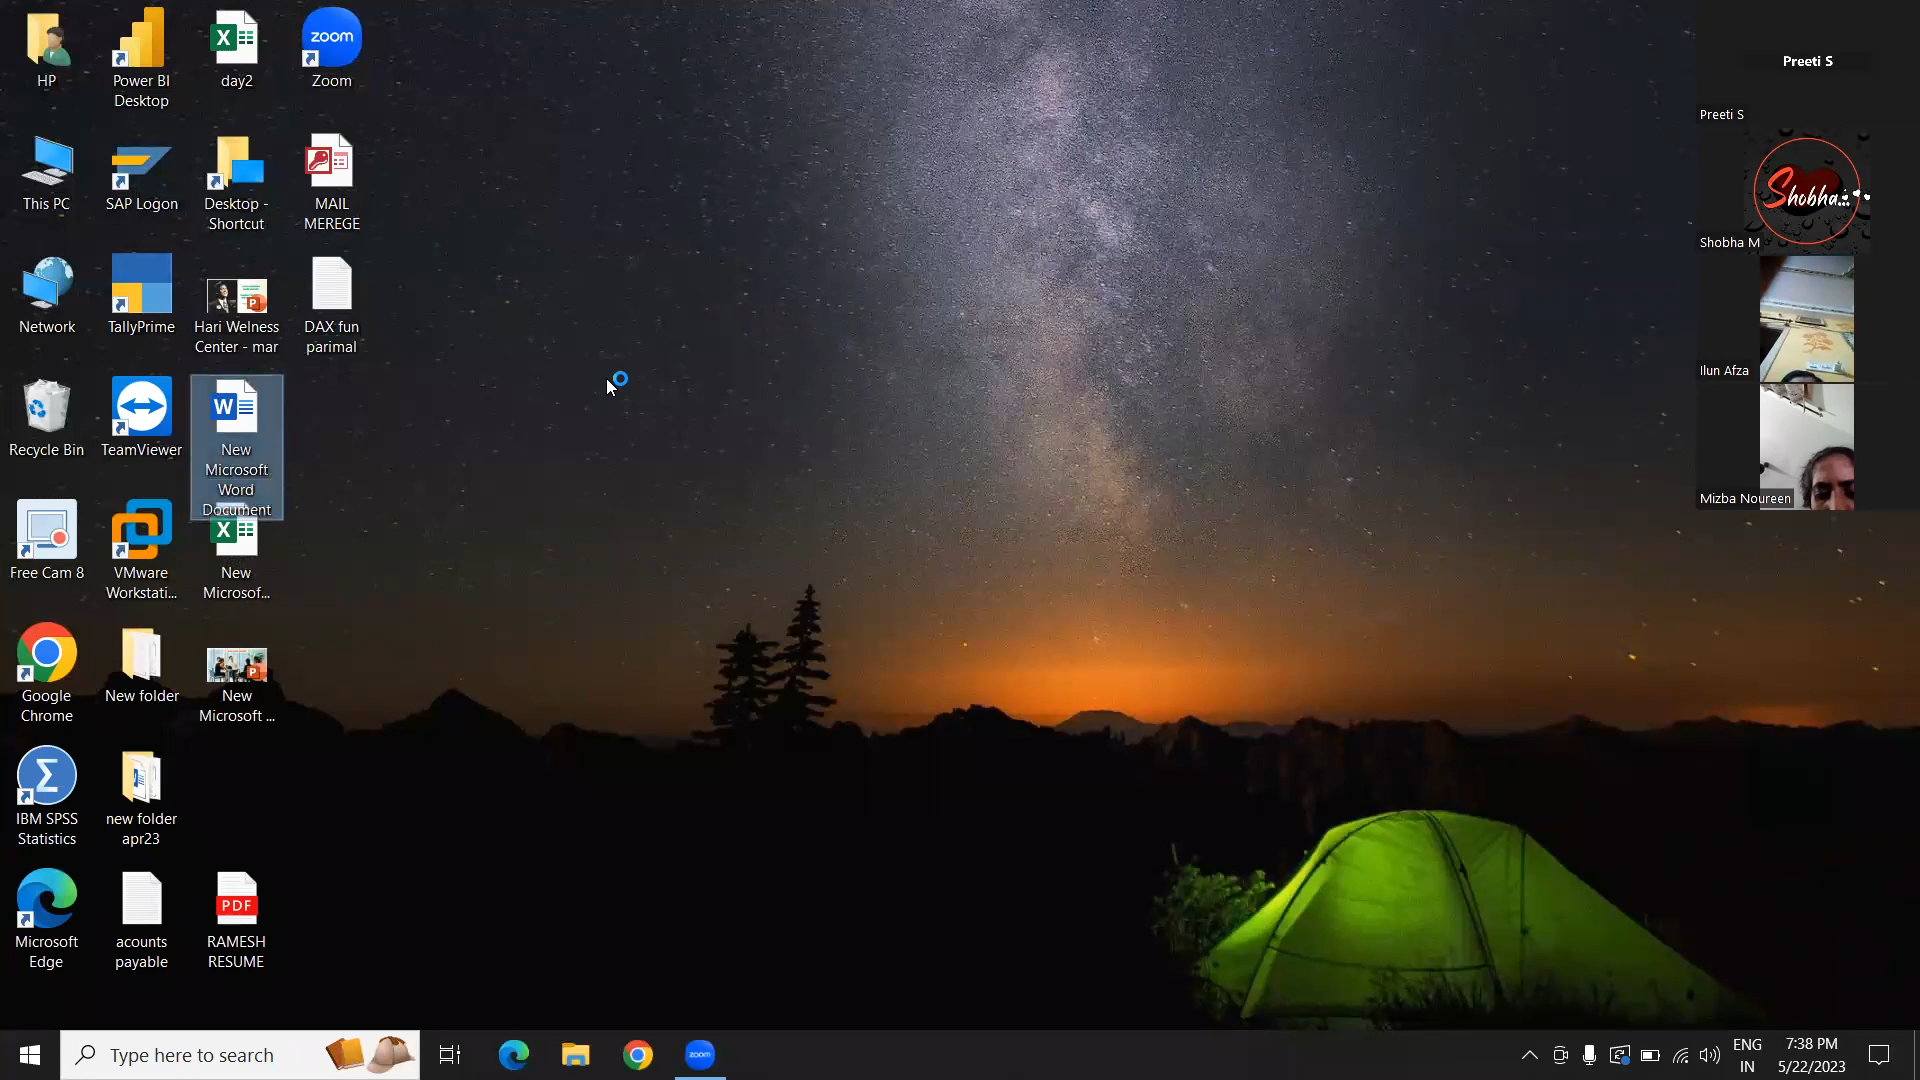 HP
Power BI
Desktop
day2
zoom
Zoom
This PC
SAP Logon
Desktop -
Shortcut
MAIL
MEREGE
Network
TallyPrime
Hari Welness
Center - mar
DAX fun
parimal
Recycle Bin
TeamViewer
New
Microsoft
Word
Document
Free Cam 8
VMware
Workstati...
New
Microsof...
Google
Chrome
New folder
New
Microsoft ...
IBM SPSS
Statistics
new folder
apr23
Microsoft
Edge
acounts
payable
PDF
RAMESH
RESUME
Preeti S
Preeti S
Shobha...
Shobha M
Ilun Afza
Mizba Noureen
Type here to search
zoom
ENG
IN
7:38 PM
5/22/2023